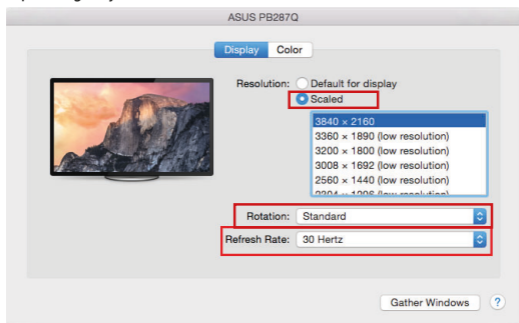 ASUS PB287Q
Display Color
Resolution: Default for display
Scaled
3840 × 2160
3360 × 1890 (low resolution)
3200 × 1800 (low resolution)
3008 × 1692 (low resolution)
2560 × 1440 (low resolution)
Rotation: Standard
Refresh Rate: 30 Hertz
Gather Windows ?